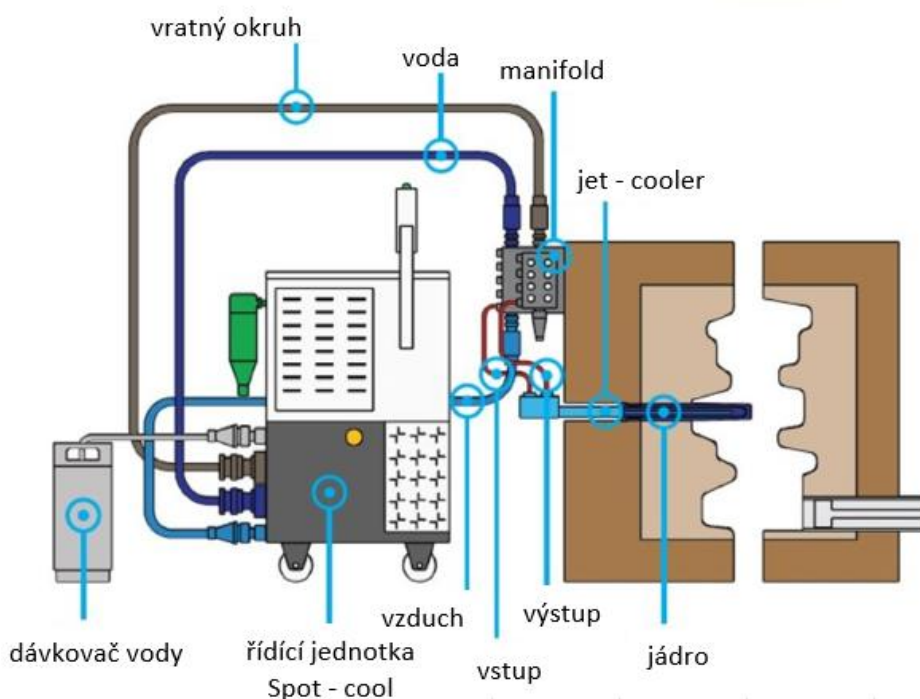 vratný okruh
voda
manifold
jet - cooler
vzduch
výstup
dávkovač vody
řídící jednotka
Spot - cool
vstup
jádro